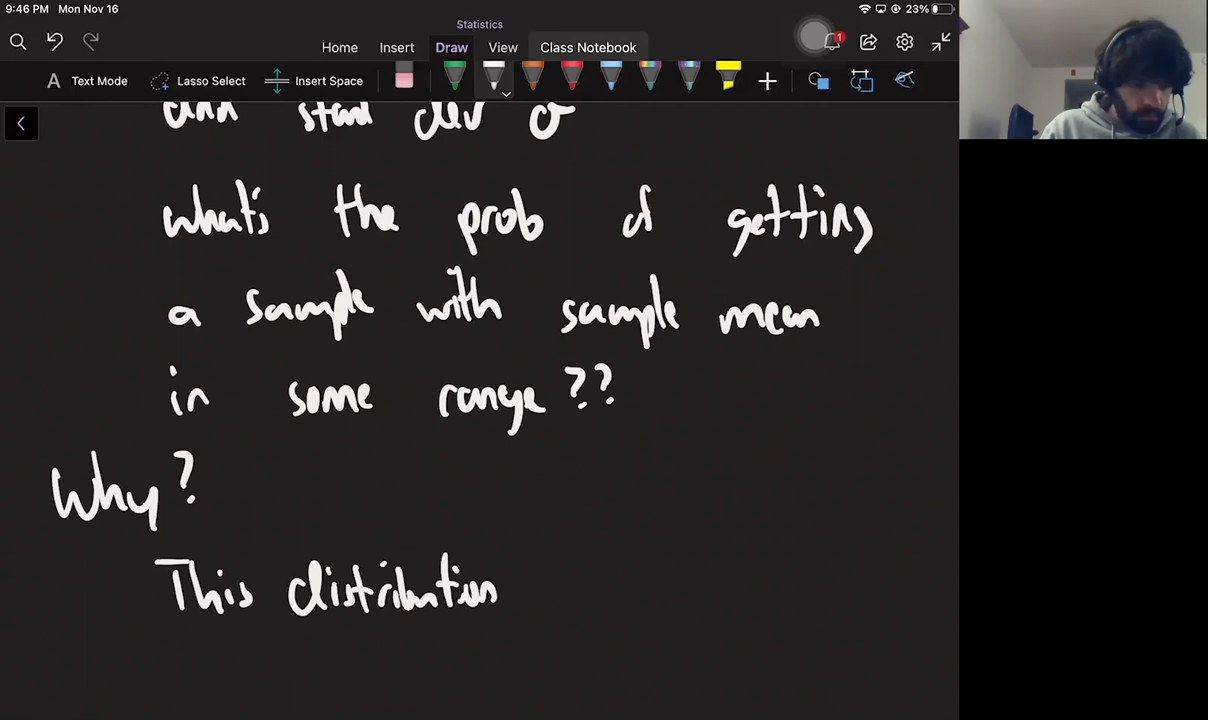 9:46 PM Mon Nov 16
23%
Statistics
Home Insert Draw View Class Notebook
1
A Text Mode Lasso Select Insert Space
and stand dev σ
what's the prob of getting
a sample with sample mean
in some range??
Why?
This distribution